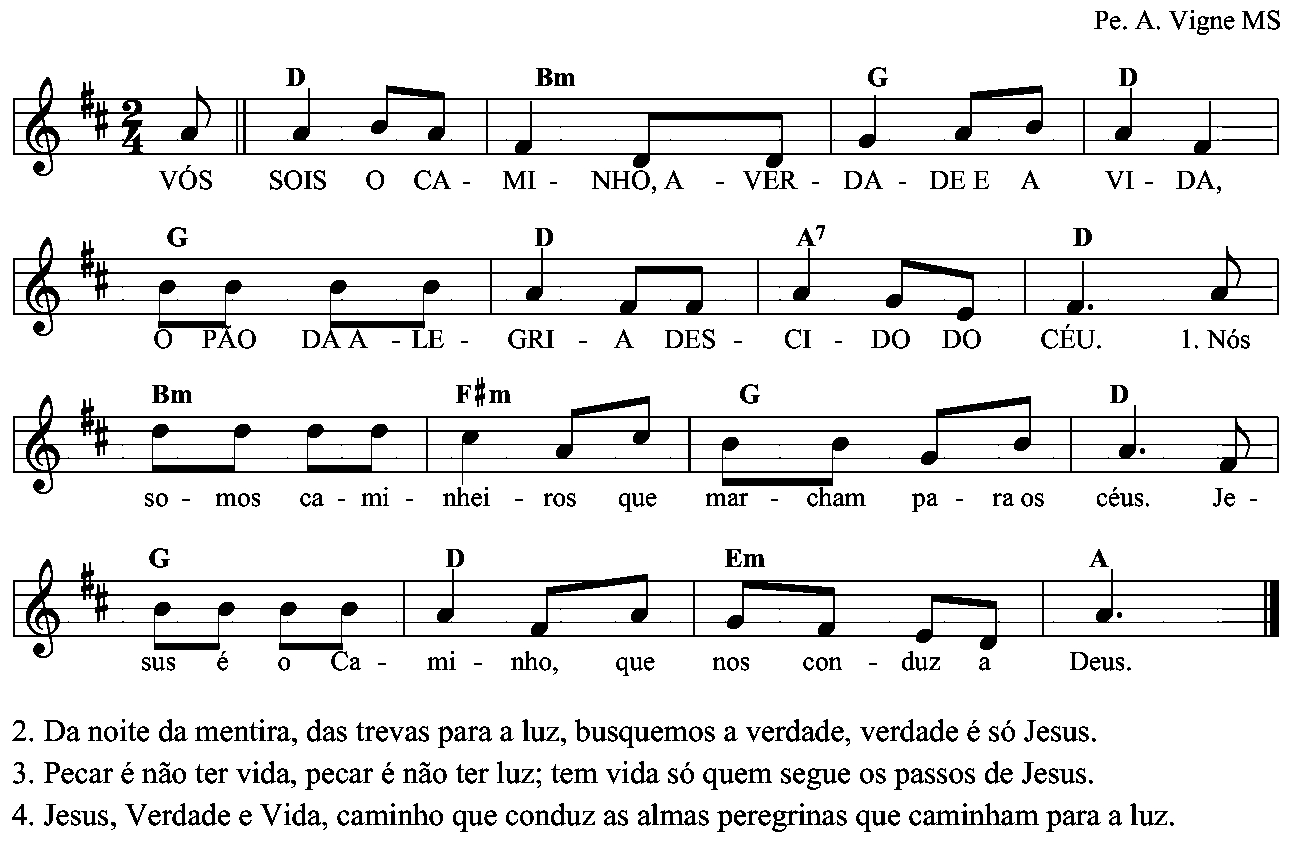 Pe. A. Vigne MS
D Bm G D
2 4
VÓS SOIS O CA - MI - NHO, A - VER - DA - DE E A VI - DA,
G D A7 D
O PÃO DA A - LE - GRI - A DES - CI - DO DO CÉU. 1. Nós
Bm F#m G D
so - mos ca - mi - nhei - ros que mar - cham pa - ra os céus. Je -
G D Em A
sus é o Ca - mi - nho, que nos con - duz a Deus.
2. Da noite da mentira, das trevas para a luz, busquemos a verdade, verdade é só Jesus.
3. Pecar é não ter vida, pecar é não ter luz; tem vida só quem segue os passos de Jesus.
4. Jesus, Verdade e Vida, caminho que conduz as almas peregrinas que caminham para a luz.